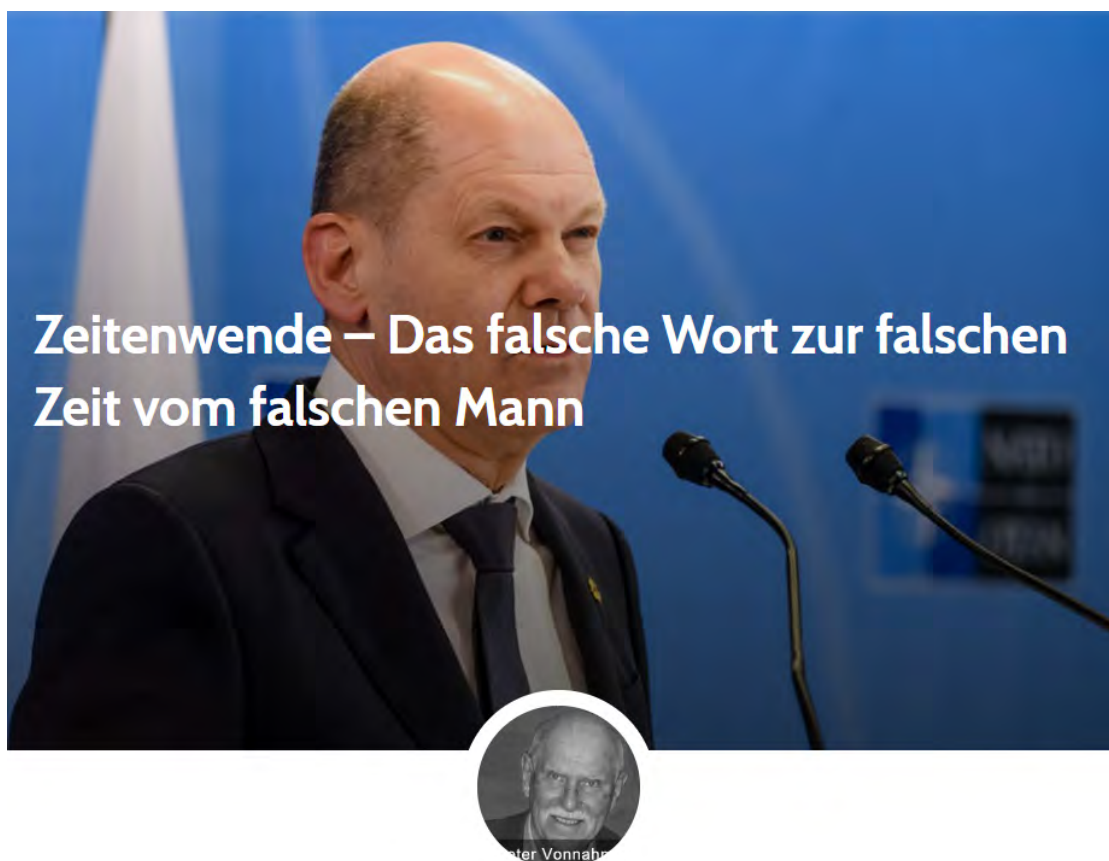 Zeitenwende – Das falsche Wort zur falschen
Zeit vom falschen Mann